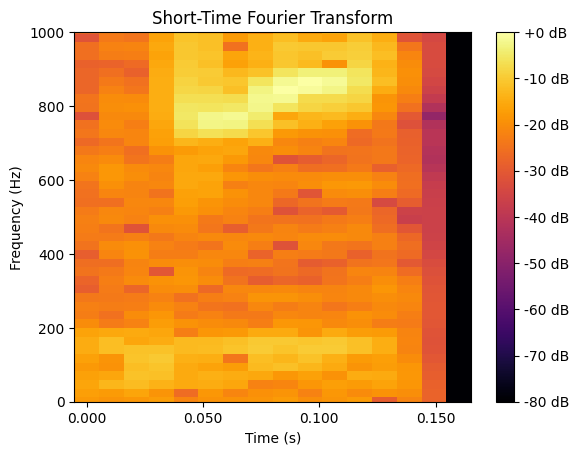 Short-Time Fourier Transform
Frequency (Hz)
1000
800
600
400
200
0
0.000
0.050
0.100
0.150
Time (s)
+0 dB
-10 dB
-20 dB
-30 dB
-40 dB
-50 dB
-60 dB
-70 dB
-80 dB